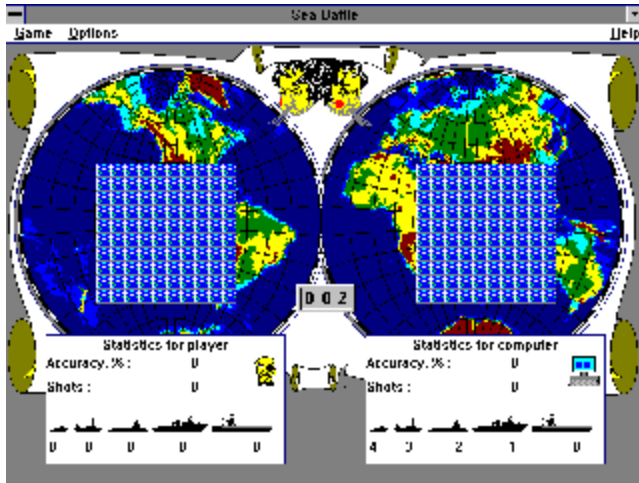 Sea Battle
Game Options Help
0 0 2
Statistics for player
Accuracy, % : 0
Shots : 0
0 0 0 0 0
Statistics for computer
Accuracy, % : 0
Shots : 0
4 3 2 1 0